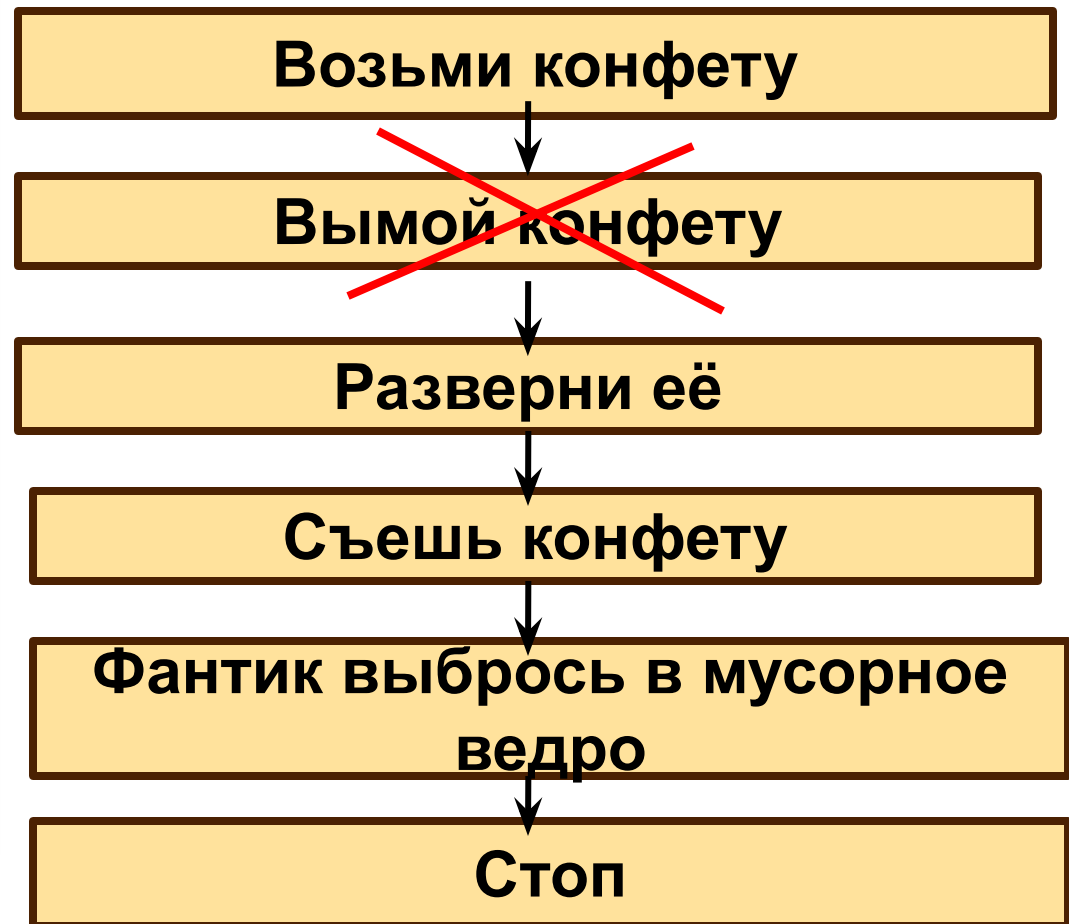 Возьми конфету
Вымой конфету
Разверни её
Съешь конфету
Фантик выбрось в мусорное
ведро
Стоп